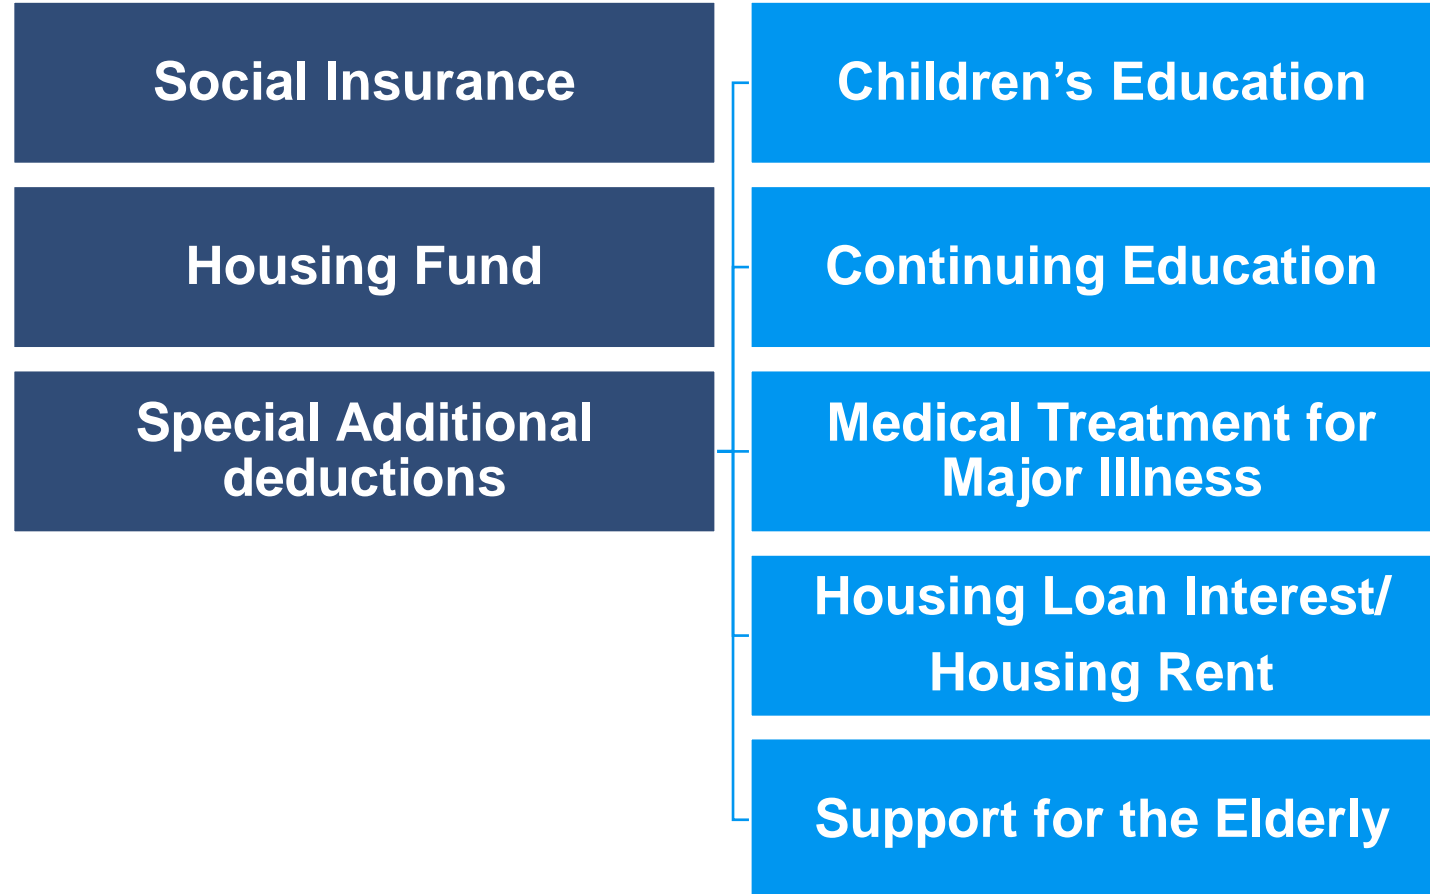 Social Insurance
Housing Fund
Special Additional
deductions
Children’s Education
Continuing Education
Medical Treatment for
Major Illness
Housing Loan Interest/
Housing Rent
Support for the Elderly